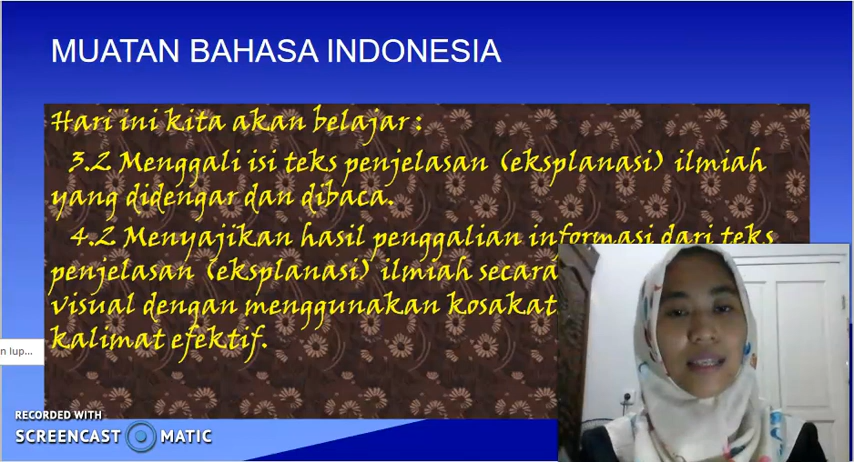 MUATAN BAHASA INDONESIA
Hari ini kita akan belajar :
3.2 Menggali isi teks penjelasan (eksplanasi) ilmiah
yang didengar dan dibaca.
4.2 Menyajikan hasil penggalian informasi dari teks
penjelasan (eksplanasi) ilmiah secara
visual dengan menggunakan
kalimat efektif.
n lup...
RECORDED WITH
SCREENCAST MATIC